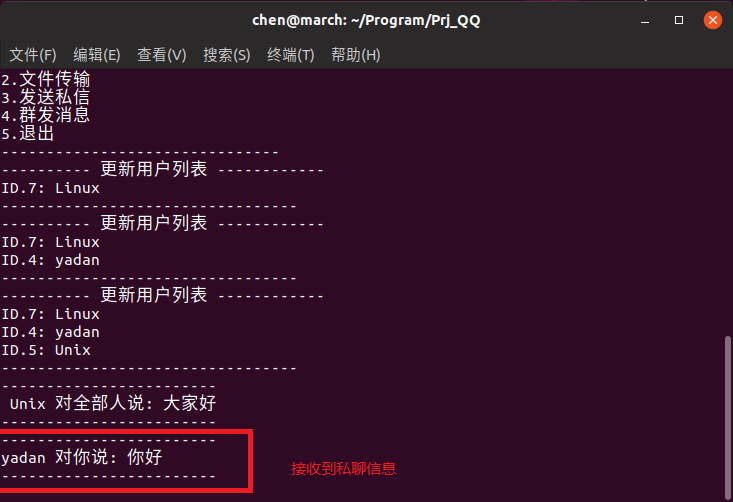 chen@march: ~/Program/Prj_QQ
文件(F) 编辑(E) 查看(V) 搜索(S) 终端(T) 帮助(H)
2.文件传输
3.发送私信
4.群发消息
5.退出
-------------------------------
---------- 更新用户列表 ------------
ID.7: Linux
---------------------------------
---------- 更新用户列表 ------------
ID.7: Linux
ID.4: yadan
---------------------------------
---------- 更新用户列表 ------------
ID.7: Linux
ID.4: yadan
ID.5: Unix
---------------------------------
------------------------
Unix 对全部人说: 大家好
------------------------
------------------------
yadan 对你说: 你好
------------------------
接收到私聊信息